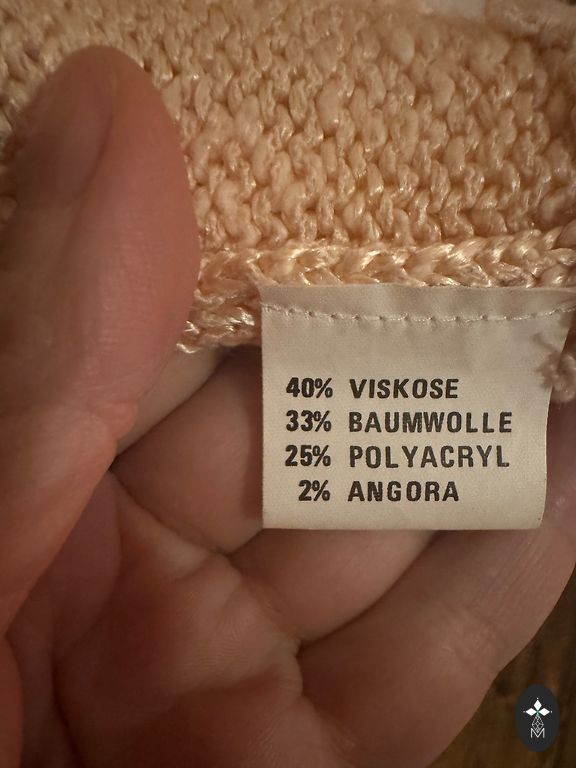 40% VISKOSE
33% BAUMWOLLE
25% POLYACRYL
2% ANGORA
M